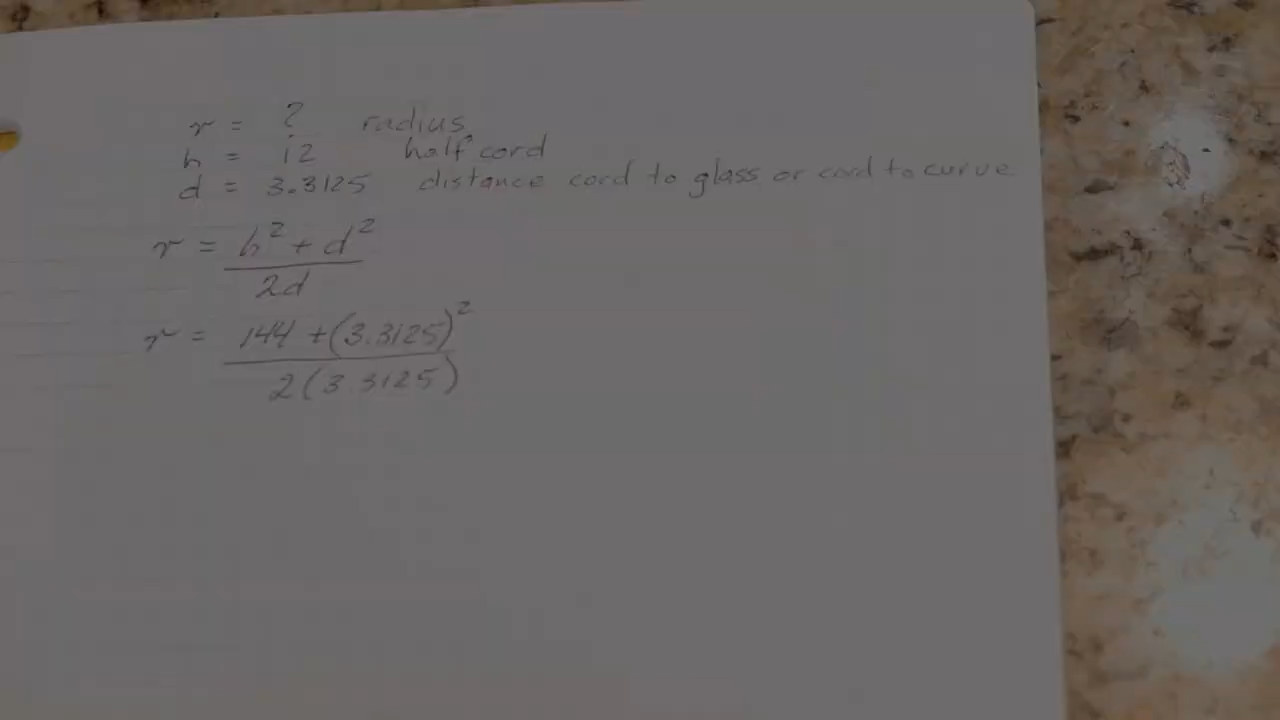 r = ? radius
h = 12 half cord
d = 3.3125 distance cord to glass or cord to curve
r = h² + d²
2d
r = 144 + (3.3125)²
2(3.3125)